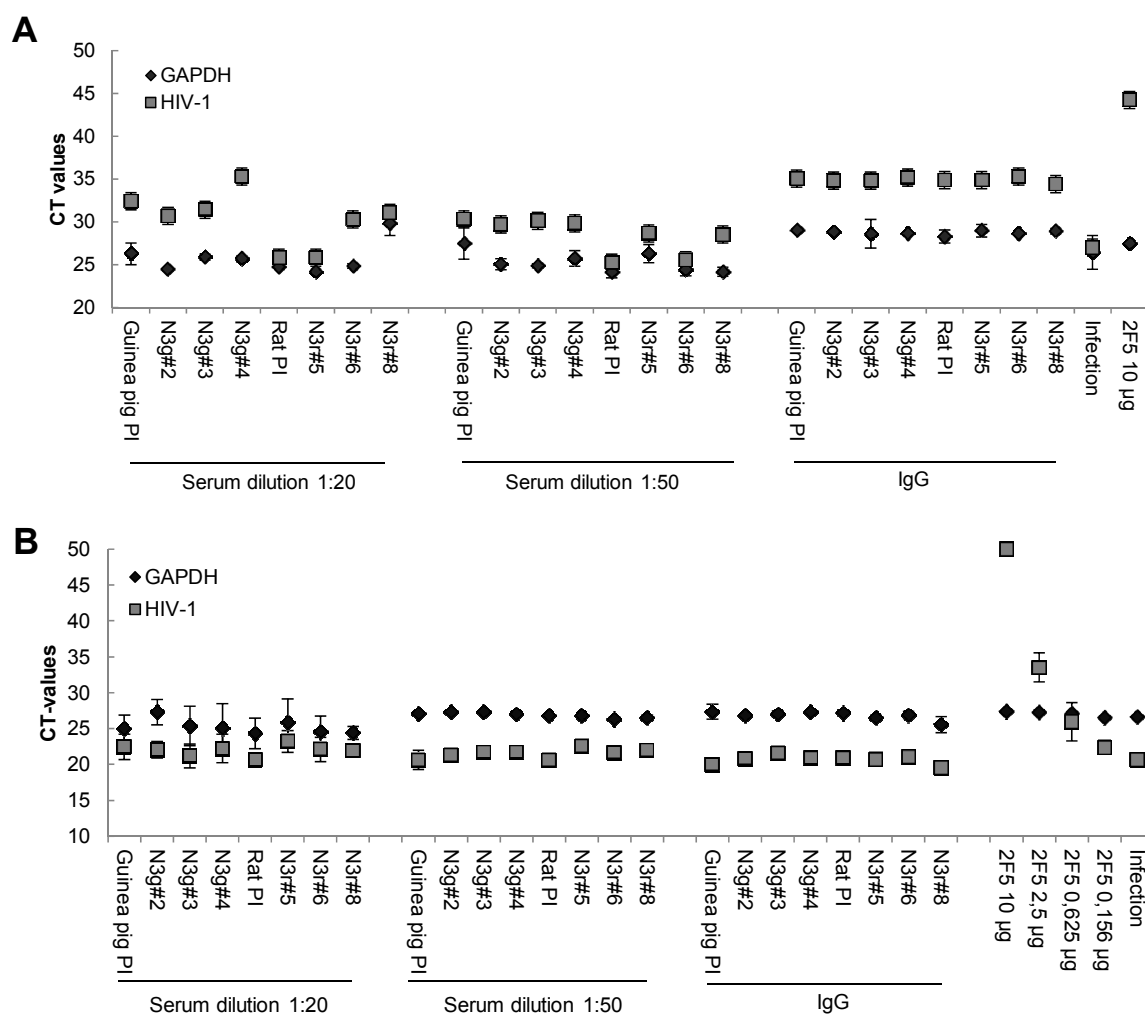 A
50
45
40
35
30
25
20
CT values
GAPDH
HIV-1
Guinea pig PI
N3g#2
N3g#3
N3g#4
Rat PI
N3r#5
N3r#6
N3r#8
Guinea pig PI
N3g#2
N3g#3
N3g#4
Rat PI
N3r#5
N3r#6
N3r#8
Guinea pig PI
N3g#2
N3g#3
N3g#4
Rat PI
N3r#5
N3r#6
N3r#8
Infection
2F5 10 µg
Serum dilution 1:20
Serum dilution 1:50
IgG
B
50
45
40
35
30
25
20
15
10
CT-values
GAPDH
HIV-1
Guinea pig PI
N3g#2
N3g#3
N3g#4
Rat PI
N3r#5
N3r#6
N3r#8
Guinea pig PI
N3g#2
N3g#3
N3g#4
Rat PI
N3r#5
N3r#6
N3r#8
Guinea pig PI
N3g#2
N3g#3
N3g#4
Rat PI
N3r#5
N3r#6
N3r#8
2F5 10 µg
2F5 2,5 µg
2F5 0,625 µg
2F5 0,156 µg
Infection
Serum dilution 1:20
Serum dilution 1:50
IgG